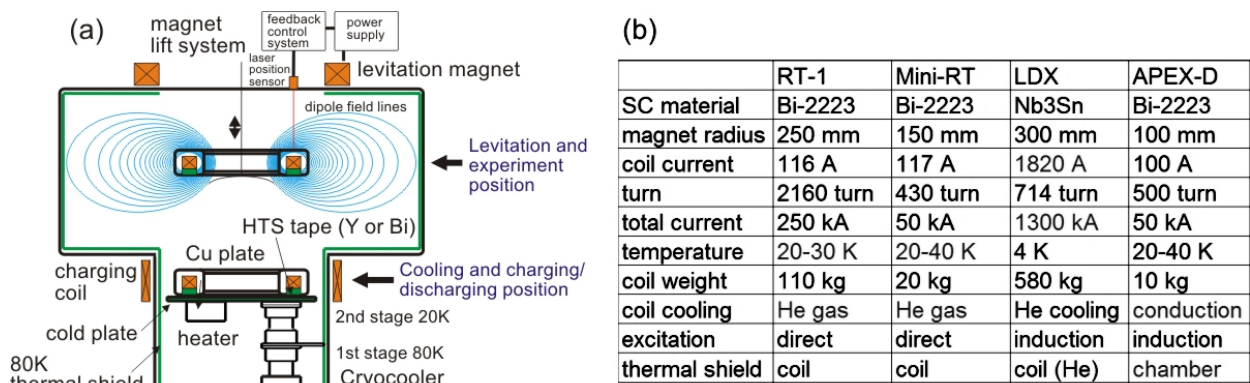 (a)
magnet
lift system
feedback
control
system
power
supply
laser
position
sensor
levitation magnet
dipole field lines
Levitation and
experiment
position
HTS tape (Y or Bi)
Cu plate
charging
coil
Cooling and charging/
discharging position
cold plate
heater
2nd stage 20K
1st stage 80K
Cryocooler
80K
thermal shield
(b)
RT-1 Mini-RT LDX APEX-D
SC material Bi-2223 Bi-2223 Nb3Sn Bi-2223
magnet radius 250 mm 150 mm 300 mm 100 mm
coil current 116 A 117 A 1820 A 100 A
turn 2160 turn 430 turn 714 turn 500 turn
total current 250 kA 50 kA 1300 kA 50 kA
temperature 20-30 K 20-40 K 4 K 20-40 K
coil weight 110 kg 20 kg 580 kg 10 kg
coil cooling He gas He gas He cooling conduction
excitation direct direct induction induction
thermal shield coil coil coil (He) chamber